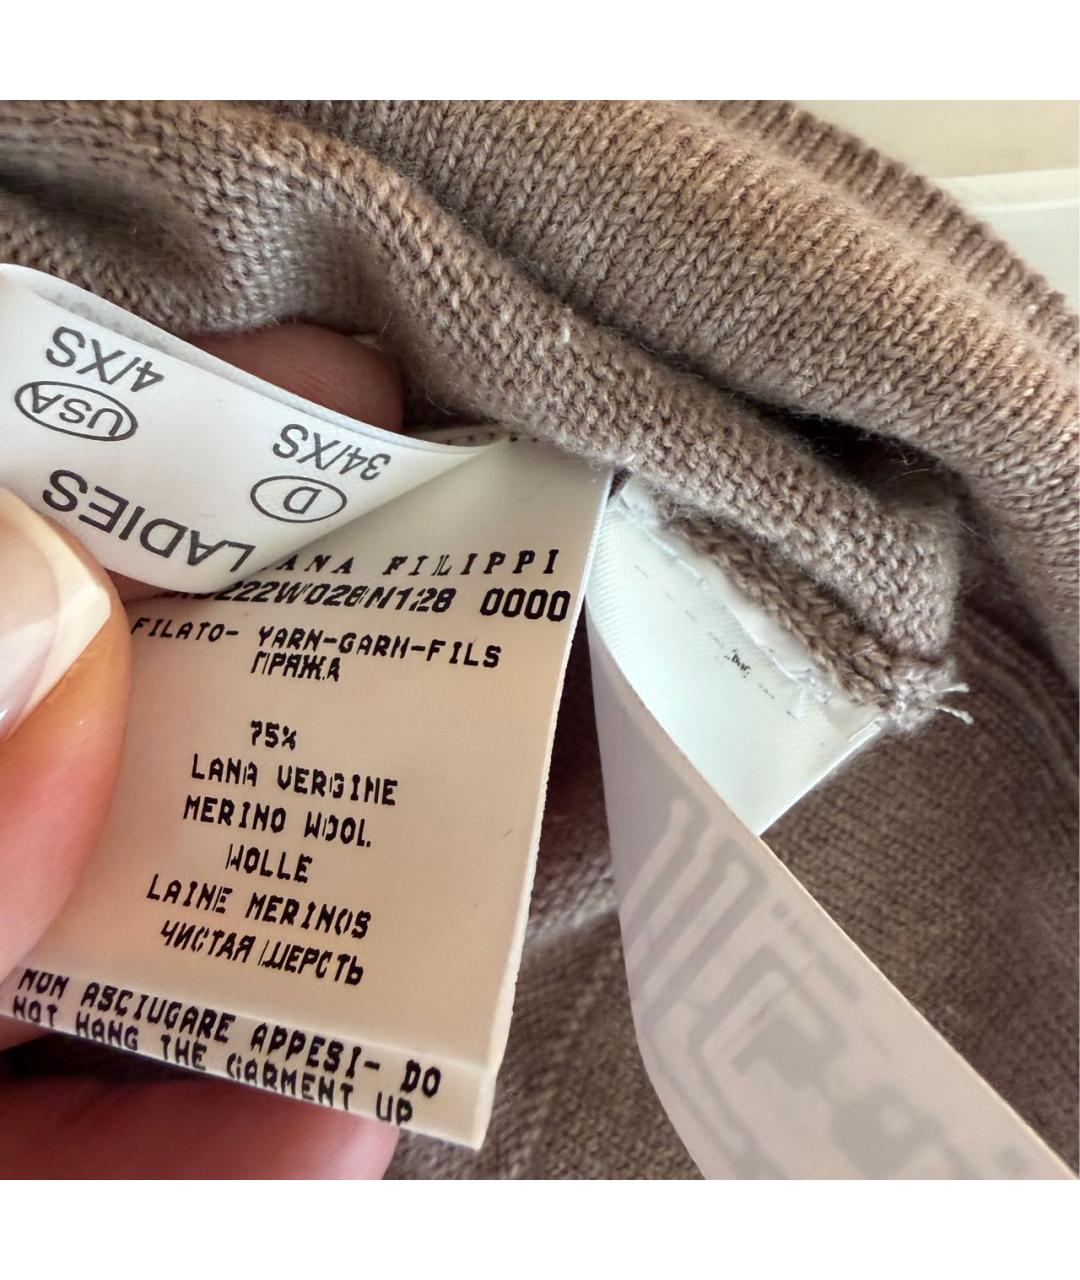 LADIES
USA
4/XS
D
34/XS
ANA FILIPPI
222W026N128 0000
FILATO- YARN-GARN-FILS
ПРЯЖА
75%
LANA VERGINE
MERINO WOOL
WOLLE
LAINE MERINOS
ЧИСТАЯ ШЕРСТЬ
NON ASCIUGARE APPESI- DO
NOT HANG THE GARMENT UP